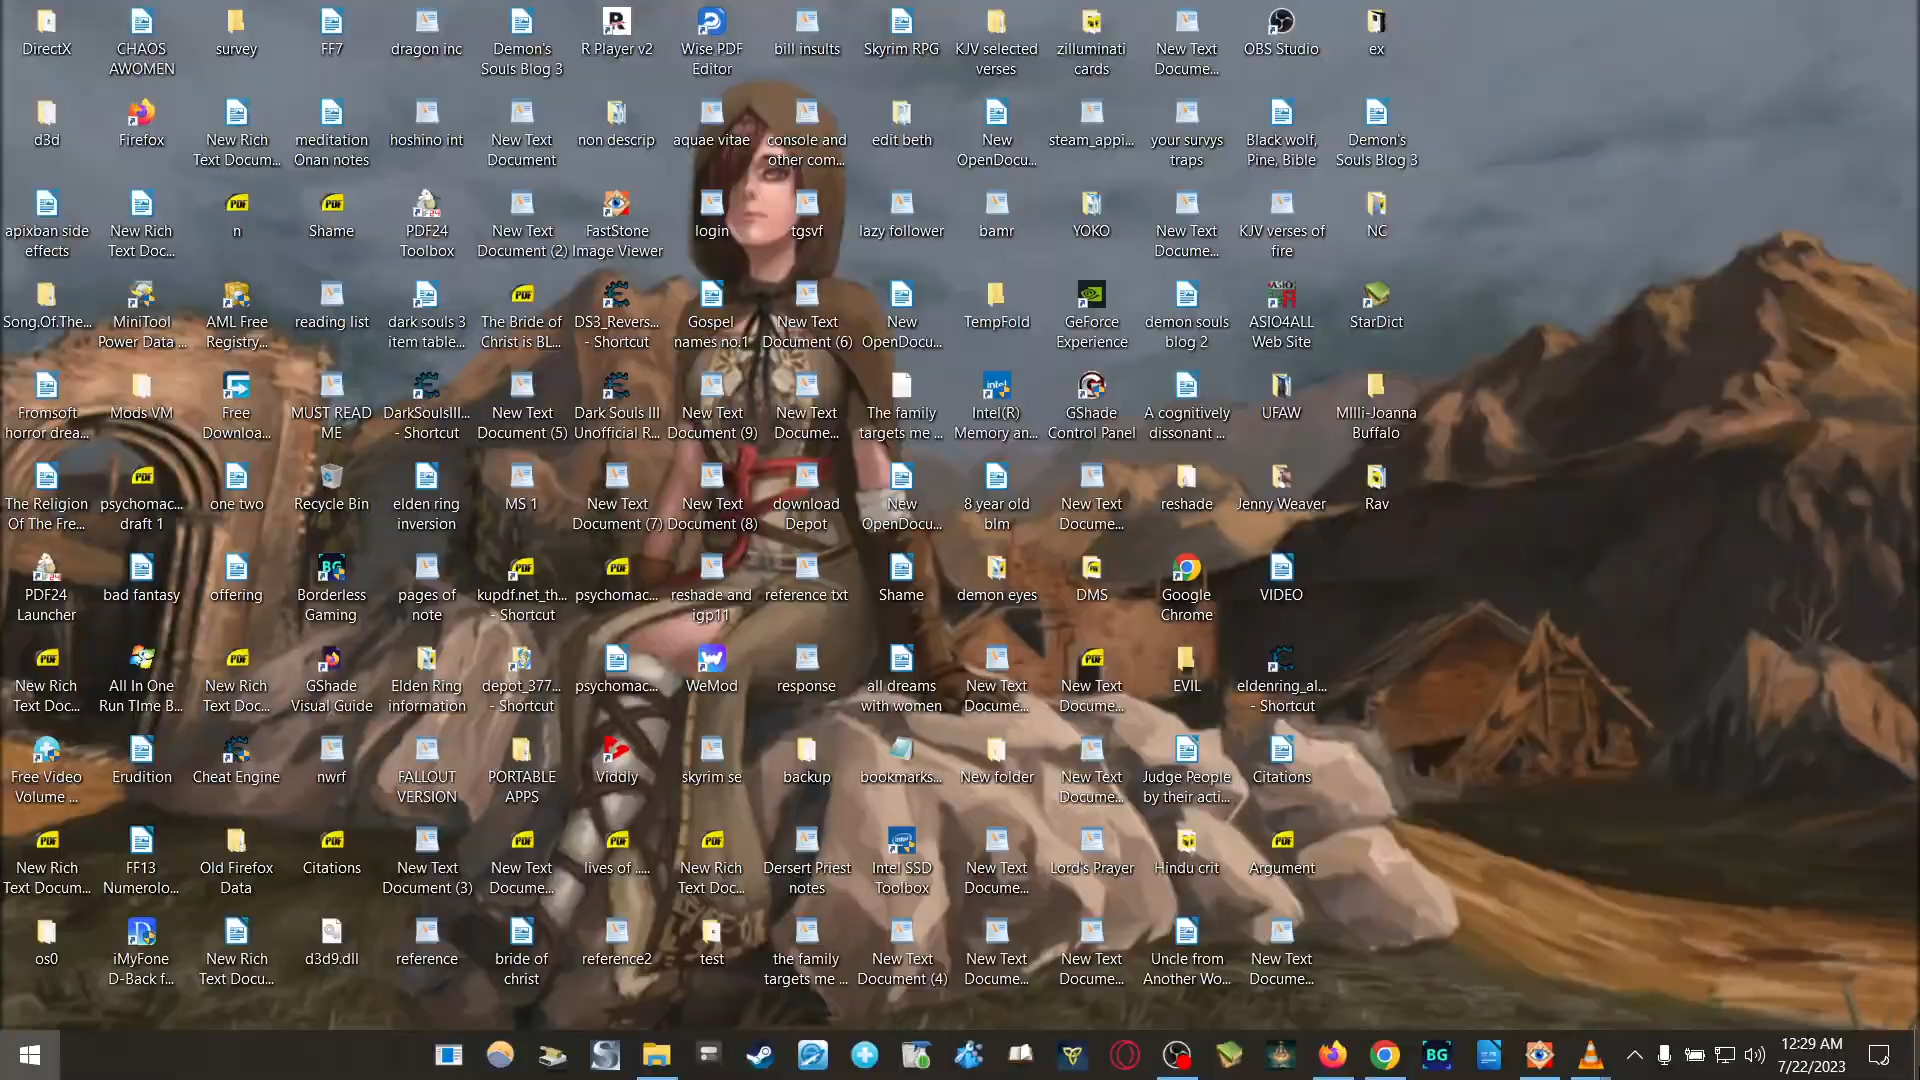 DirectX
CHAOS
AWOMEN
survey
FF7
dragon inc
Demon's
Souls Blog 3
R Player v2
Wise PDF
Editor
bill insults
Skyrim RPG
KJV selected
verses
zilluminati
cards
New Text
Docume...
OBS Studio
ex
d3d
Firefox
New Rich
Text Docum...
meditation
Onan notes
hoshino int
New Text
Document
non descrip
aquae vitae
console and
other com...
edit beth
New
OpenDocu...
steam_appi...
your survys
traps
Black wolf,
Pine, Bible
Demon's
Souls Blog 3
apixban side
effects
New Rich
Text Doc...
n
Shame
PDF24
Toolbox
New Text
Document (2)
FastStone
Image Viewer
login
tgsvf
lazy follower
bamr
YOKO
New Text
Docume...
KJV verses of
fire
NC
Song.Of.The...
MiniTool
Power Data ...
AML Free
Registry...
reading list
dark souls 3
item table...
The Bride of
Christ is BL...
DS3_Revers...
- Shortcut
Gospel
names no.1
New Text
Document (6)
New
OpenDocu...
TempFold
GeForce
Experience
demon souls
blog 2
ASIO4ALL
Web Site
StarDict
Fromsoft
horror drea...
Mods VM
Free
Downloa...
MUST READ
ME
DarkSoulsIII...
- Shortcut
New Text
Document (5)
Dark Souls III
Unofficial R...
New Text
Document (9)
New Text
Docume...
The family
targets me ...
Intel(R)
Memory an...
GShade
Control Panel
A cognitively
dissonant ...
UFAW
MIlli-Joanna
Buffalo
The Religion
Of The Fre...
psychomac...
draft 1
one two
Recycle Bin
elden ring
inversion
MS 1
New Text
Document (7)
New Text
Document (8)
download
Depot
New
OpenDocu...
8 year old
blm
New Text
Docume...
reshade
Jenny Weaver
Rav
PDF24
Launcher
bad fantasy
offering
Borderless
Gaming
pages of
note
kupdf.net_th...
- Shortcut
psychomac...
reshade and
igp11
reference txt
Shame
demon eyes
DMS
Google
Chrome
VIDEO
New Rich
Text Doc...
All In One
Run TIme B...
New Rich
Text Doc...
GShade
Visual Guide
Elden Ring
information
depot_377...
- Shortcut
psychomac...
WeMod
response
all dreams
with women
New Text
Docume...
New Text
Docume...
EVIL
eldenring_al...
- Shortcut
Free Video
Volume ...
Erudition
Cheat Engine
nwrf
FALLOUT
VERSION
PORTABLE
APPS
Viddly
skyrim se
backup
bookmarks...
New folder
New Text
Docume...
Judge People
by their acti...
Citations
New Rich
Text Docum...
FF13
Numerolo...
Old Firefox
Data
Citations
New Text
Document (3)
New Text
Docume...
lives of .....
New Rich
Text Doc...
Dersert Priest
notes
Intel SSD
Toolbox
New Text
Docume...
Lord's Prayer
Hindu crit
Argument
os0
iMyFone
D-Back f...
New Rich
Text Docu...
d3d9.dll
reference
bride of
christ
reference2
test
the family
targets me ...
New Text
Document (4)
New Text
Docume...
New Text
Docume...
Uncle from
Another Wo...
New Text
Docume...
BG
12:29 AM
7/22/2023